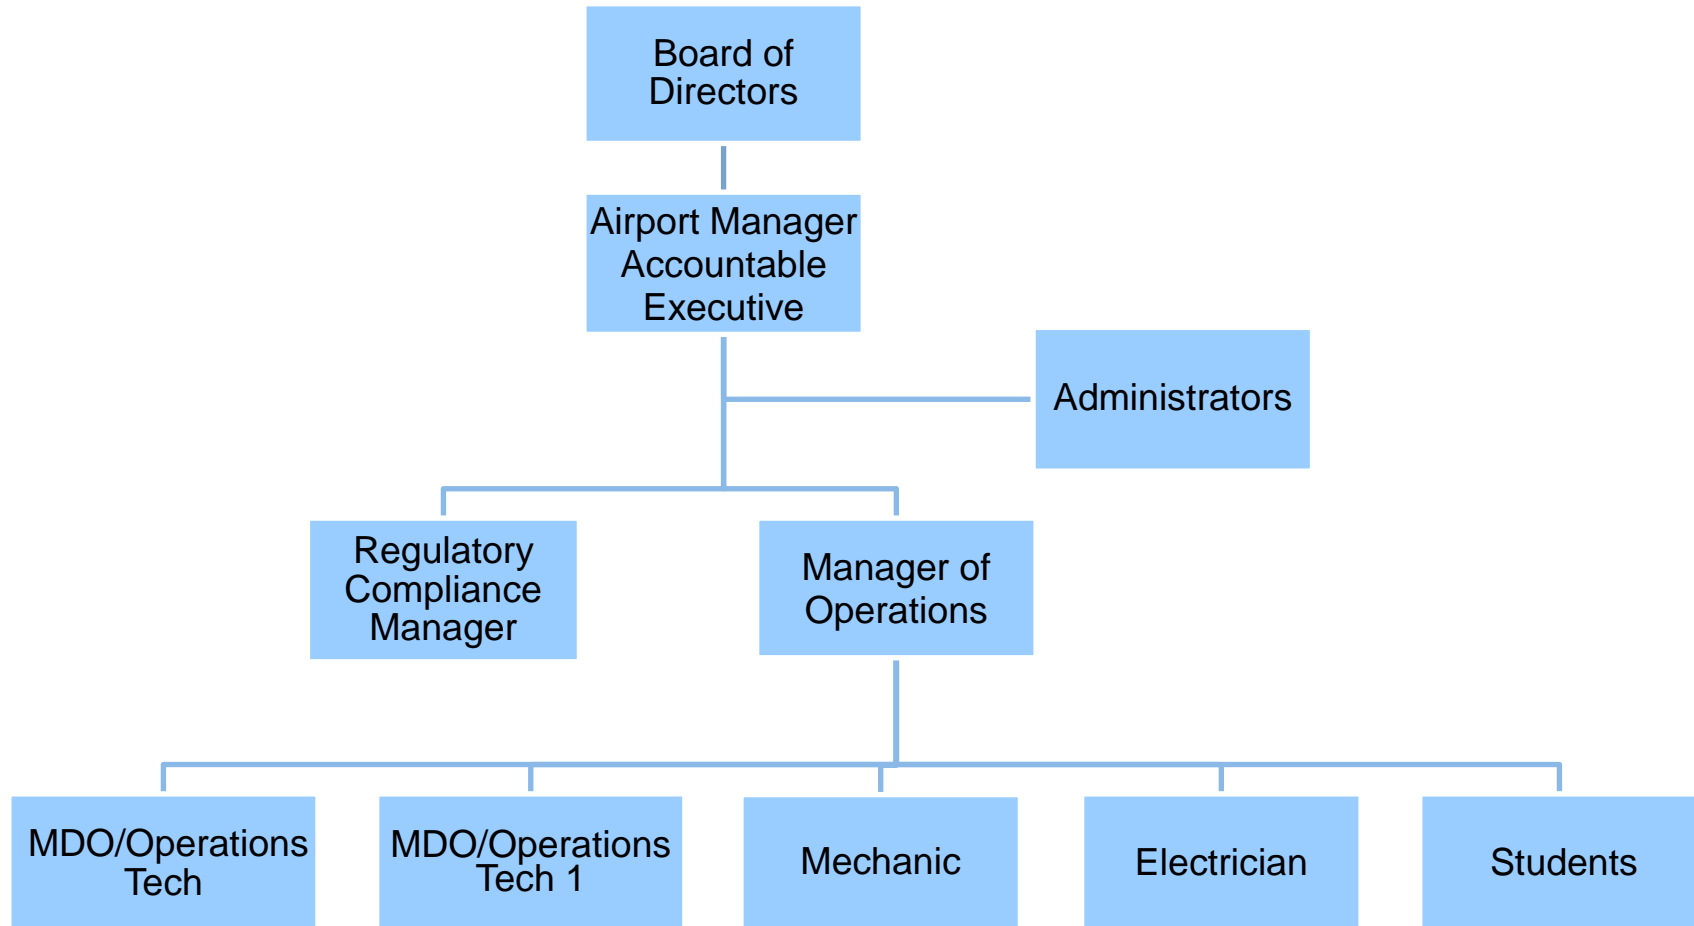 Board of
Directors
Airport Manager
Accountable
Executive
Administrators
Regulatory
Compliance
Manager
Manager of
Operations
MDO/Operations
Tech
MDO/Operations
Tech 1
Mechanic
Electrician
Students